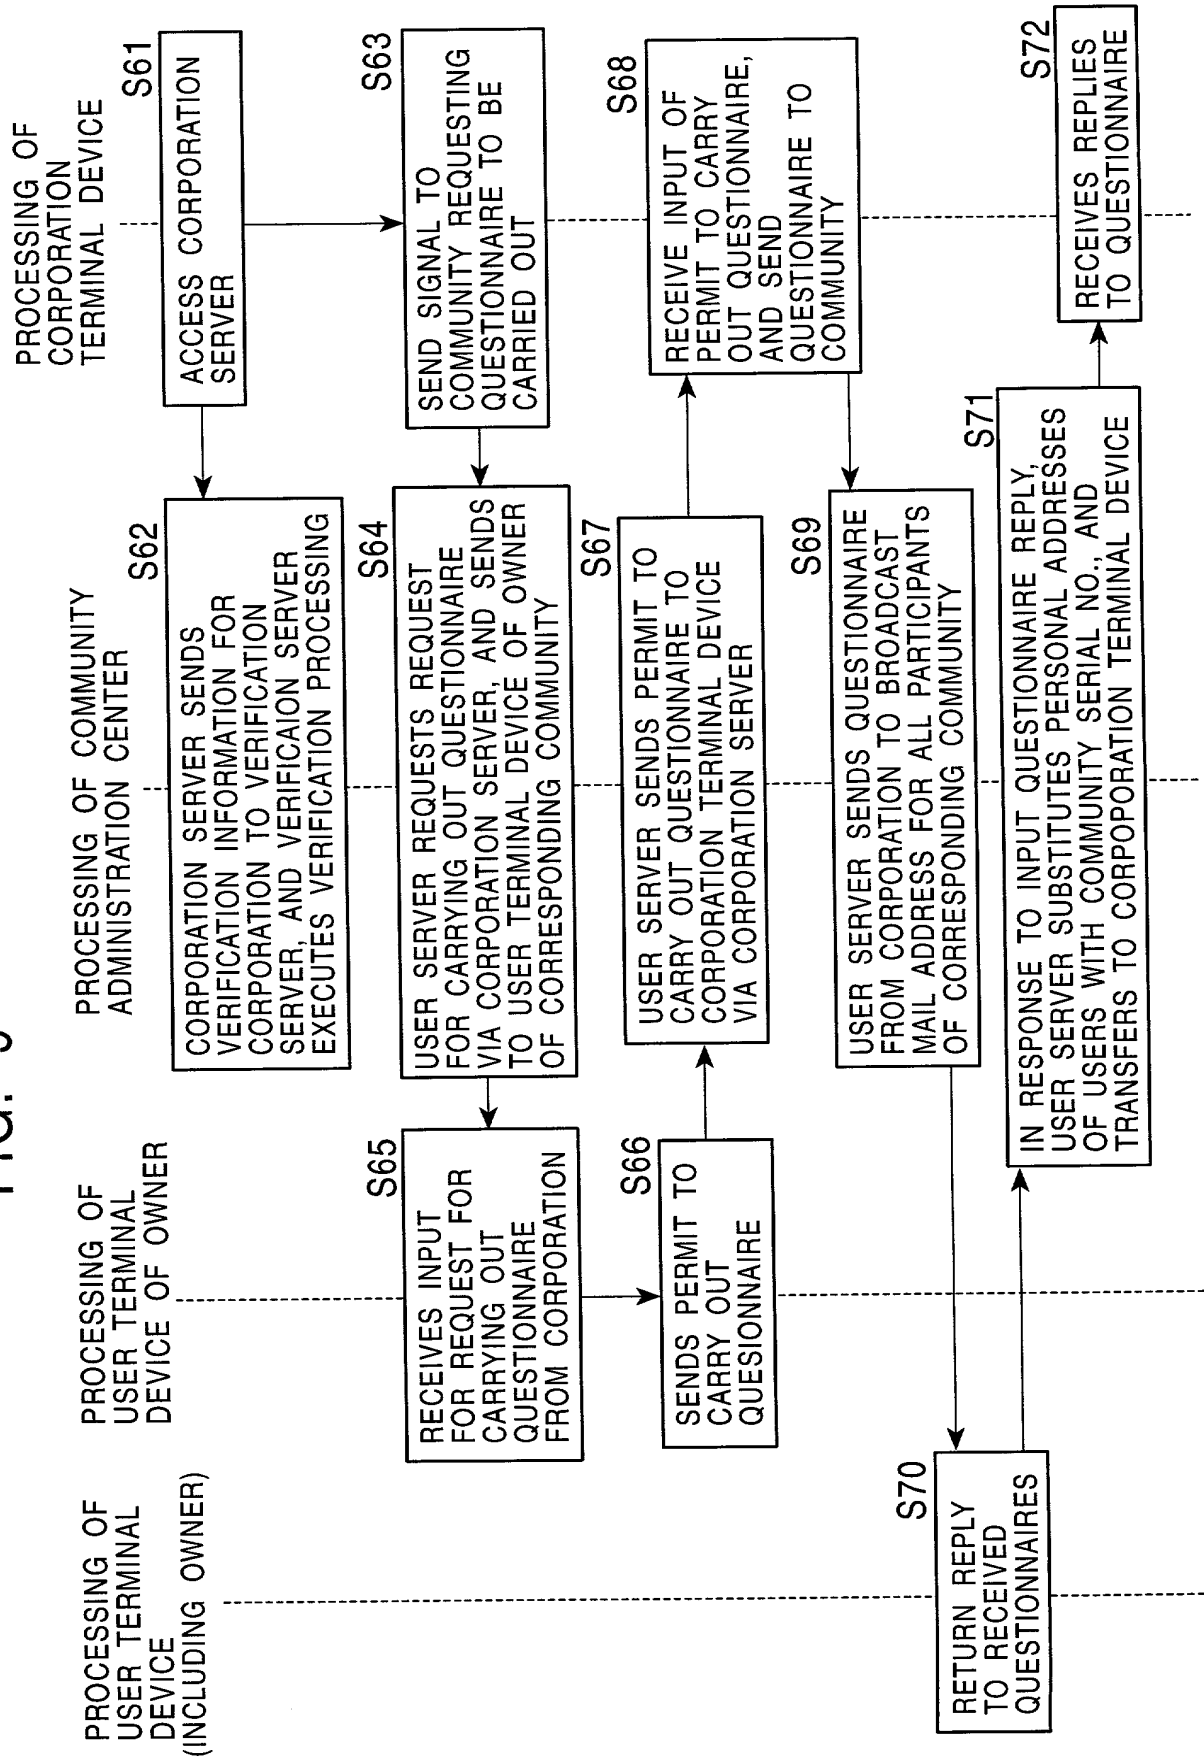 PROCESSING OF
USER TERMINAL
DEVICE
(INCLUDING OWNER)
PROCESSING OF
USER TERMINAL
DEVICE OF OWNER
PROCESSING OF COMMUNITY
ADMINISTRATION CENTER
PROCESSING OF
CORPORATION
TERMINAL DEVICE
S61
ACCESS CORPORATION
SERVER
S62
CORPORATION SERVER SENDS
VERIFICATION INFORMATION FOR
CORPORATION TO VERIFICATION
SERVER, AND VERIFICAION SERVER
EXECUTES VERIFICATION PROCESSING
S63
SEND SIGNAL TO
COMMUNITY REQUESTING
QUESTIONNAIRE TO BE
CARRIED OUT
S64
USER SERVER REQUESTS REQUEST
FOR CARRYING OUT QUESTIONNAIRE
VIA CORPORATION SERVER, AND SENDS
TO USER TERMINAL DEVICE OF OWNER
OF CORRESPONDING COMMUNITY
S65
RECEIVES INPUT
FOR REQUEST FOR
CARRYING OUT
QUESTIONNAIRE
FROM CORPORATION
S66
SENDS PERMIT TO
CARRY OUT
QUESIONNAIRE
S67
USER SERVER SENDS PERMIT TO
CARRY OUT QUESTIONNAIRE TO
CORPORATION TERMINAL DEVICE
VIA CORPORATION SERVER
S68
RECEIVE INPUT OF
PERMIT TO CARRY
OUT QUESTIONNAIRE,
AND SEND
QUESTIONNAIRE TO
COMMUNITY
S69
USER SERVER SENDS QUESTIONNAIRE
FROM CORPORATION TO BROADCAST
MAIL ADDRESS FOR ALL PARTICIPANTS
OF CORRESPONDING COMMUNITY
S70
RETURN REPLY
TO RECEIVED
QUESTIONNAIRES
S71
IN RESPONSE TO INPUT QUESTIONNAIRE REPLY,
USER SERVER SUBSTITUTES PERSONAL ADDRESSES
OF USERS WITH COMMUNITY SERIAL NO., AND
TRANSFERS TO CORPOPORATION TERMINAL DEVICE
S72
RECEIVES REPLIES
TO QUESTIONNAIRE